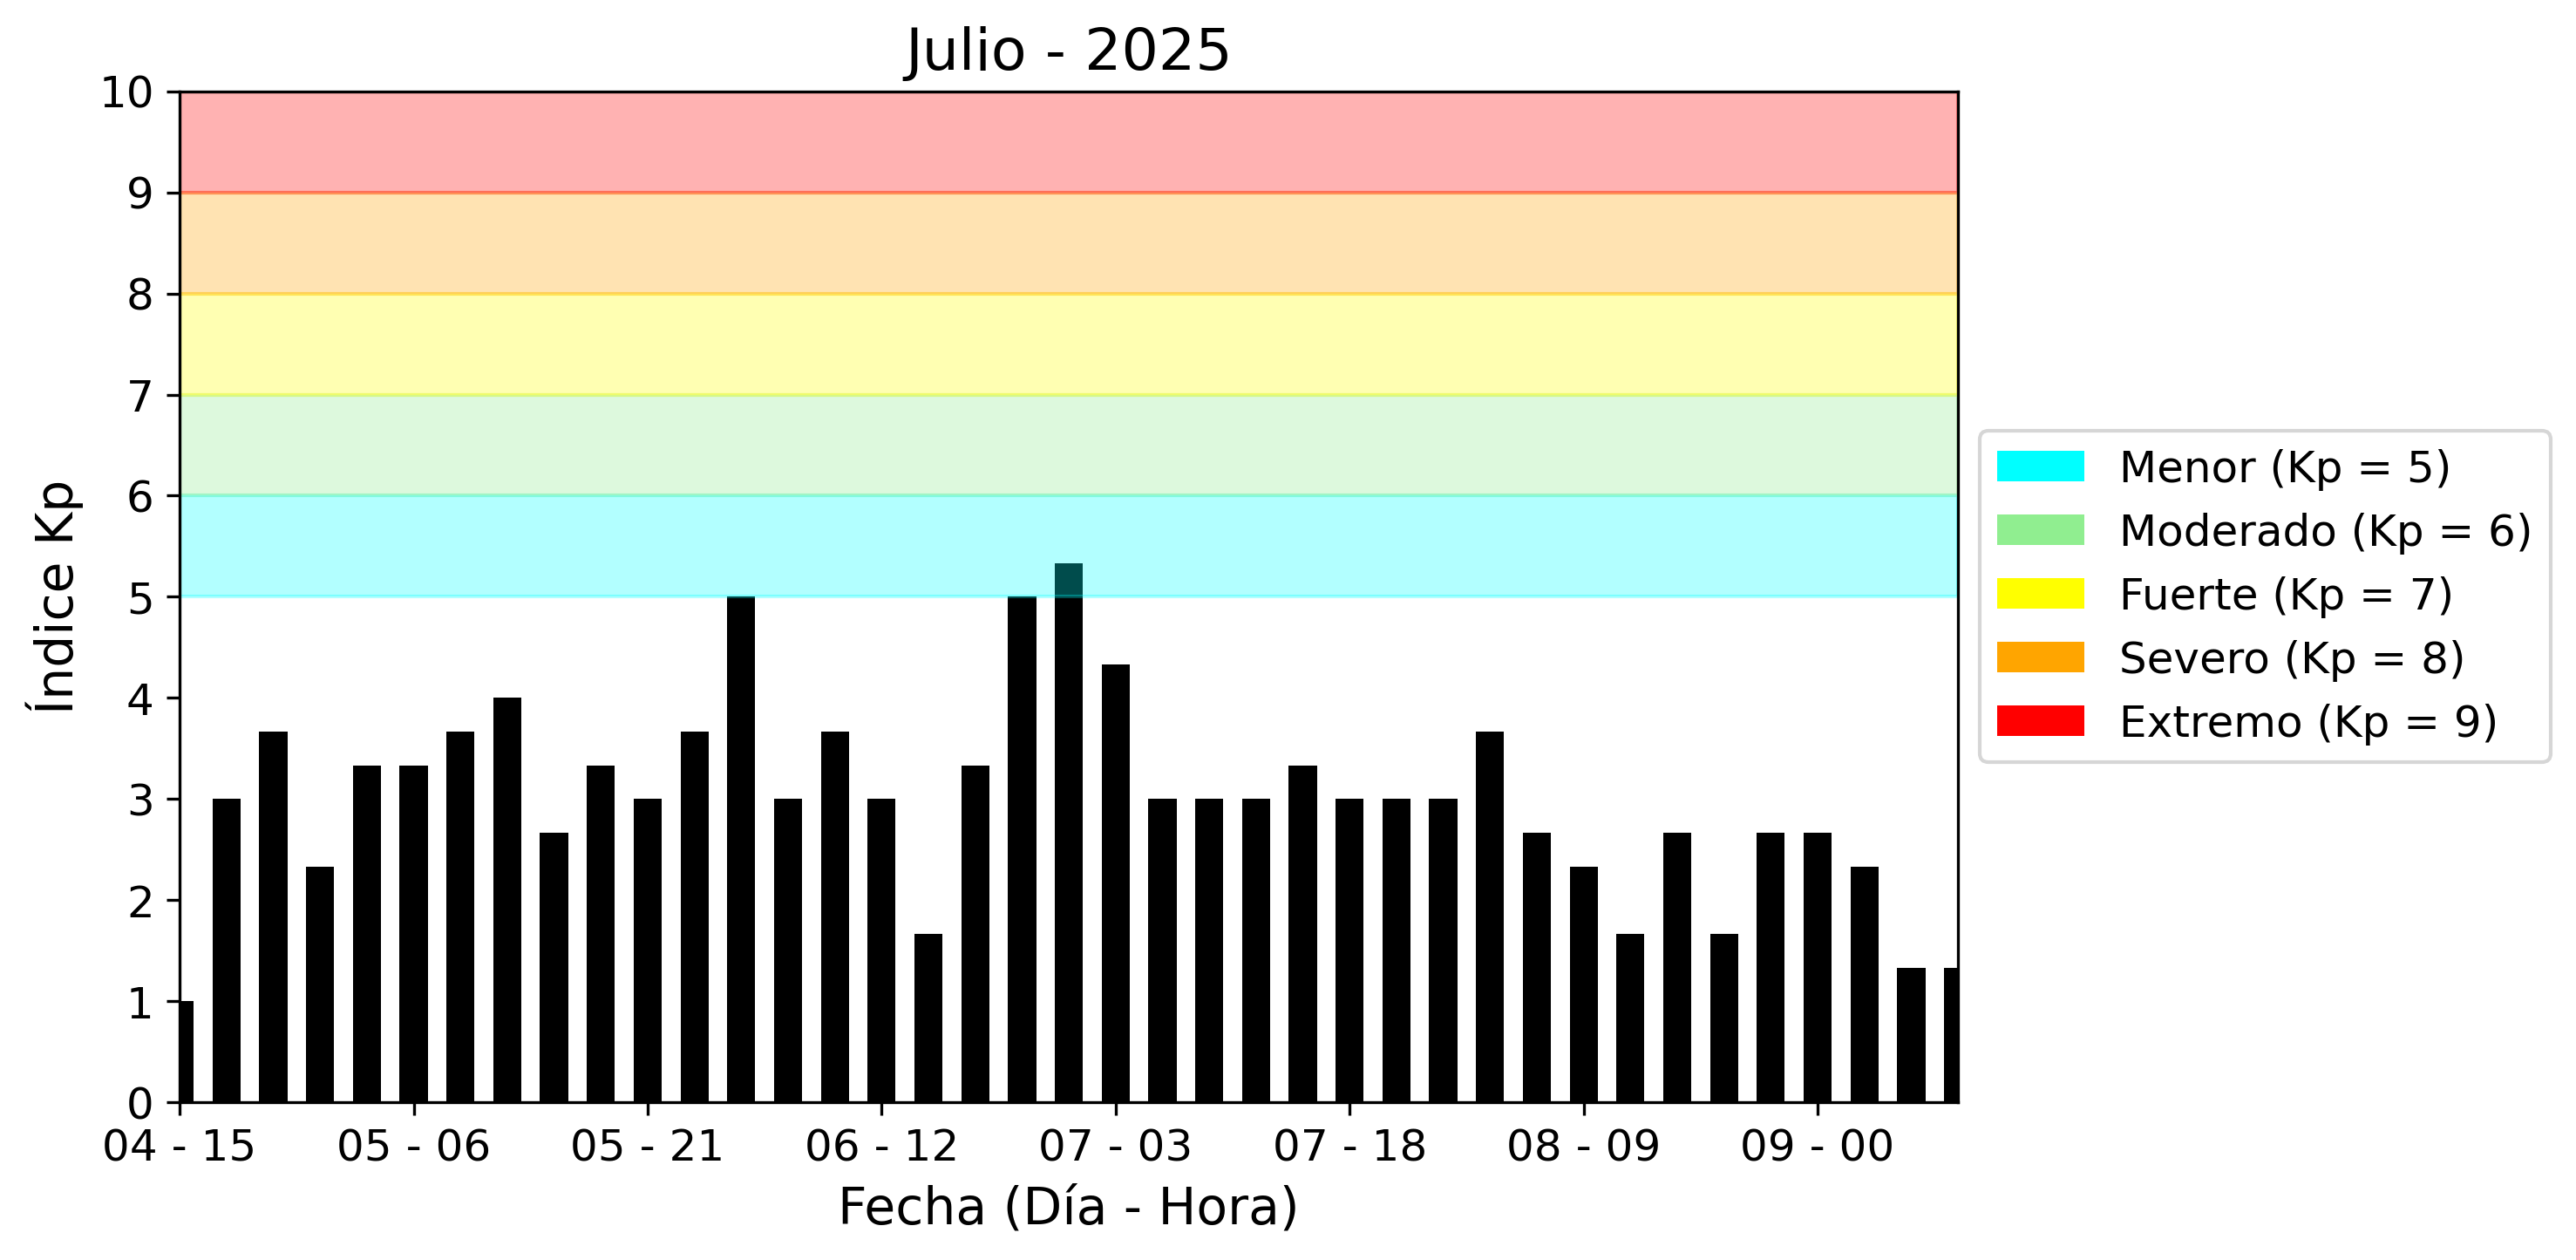 Julio - 2025
Índice Kp
10
9
8
7
6
5
4
3
2
1
0
04 - 15
05 - 06
05 - 21
06 - 12
07 - 03
07 - 18
08 - 09
09 - 00
Fecha (Día - Hora)
Menor (Kp = 5)
Moderado (Kp = 6)
Fuerte (Kp = 7)
Severo (Kp = 8)
Extremo (Kp = 9)